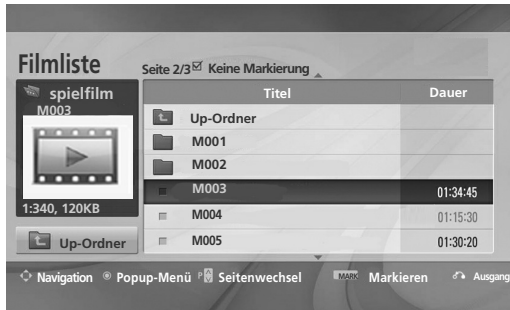 Filmliste
Seite 2/3 Keine Markierung
spielfilm
M003
1:340, 120KB
Up-Ordner
Titel Dauer
Up-Ordner
M001
M002
M003 01:34:45
M004 01:15:30
M005 01:30:20
Navigation Popup-Menü P Seitenwechsel MARK Markieren Ausgang